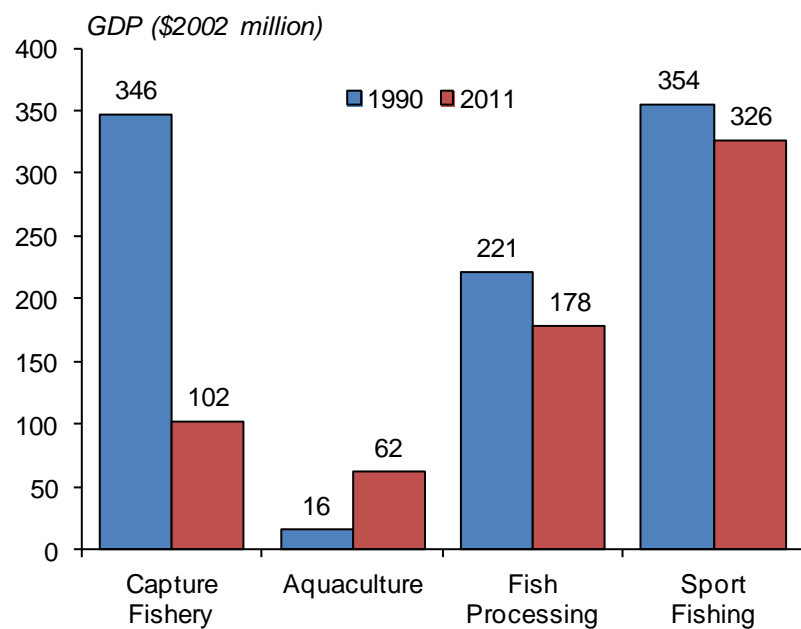 GDP ($2002 million)
400
350
300
250
200
150
100
50
0
1990 2011
346
102
16
62
221
178
354
326
Capture
Fishery
Aquaculture
Fish
Processing
Sport
Fishing